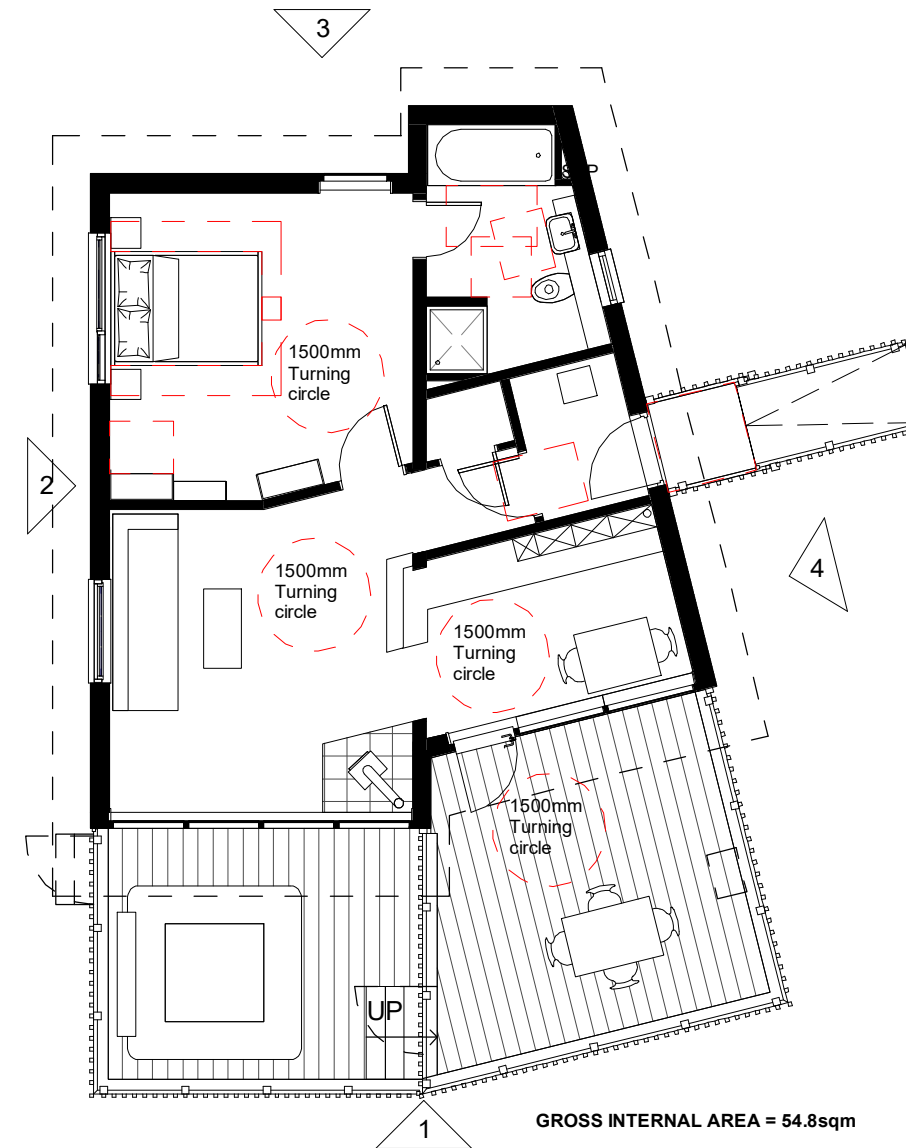 3
1500mm
Turning
circle
2
4
1500mm
Turning
circle
1500mm
Turning
circle
1500mm
Turning
circle
UP
1
GROSS INTERNAL AREA = 54.8sqm